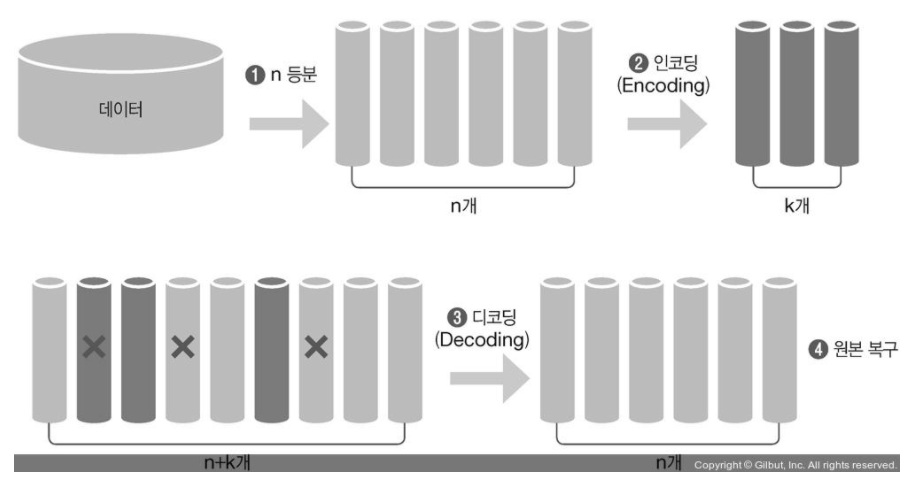 데이터
❶ n 등분
n개
❷ 인코딩
(Encoding)
k개
n+k개
❸ 디코딩
(Decoding)
n개
❹ 원본 복구
Copyright © Gilbut, Inc. All rights reserved.